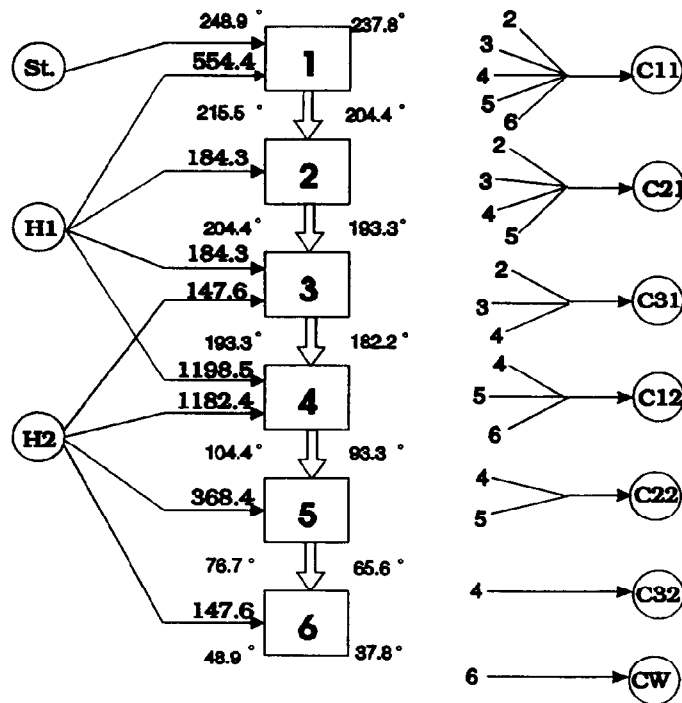 248.9° 237.8°
St. 554.4 1
215.5° 204.4°
184.3 2
H1
204.4° 193.3°
184.3
147.6 3
193.3° 182.2°
1198.5
1182.4 4
H2
104.4° 93.3°
368.4 5
76.7° 65.6°
147.6 6
48.9° 37.8°
2
3
4 C11
5
6
2
3 C21
4
5
2
3 C31
4
4
5 C12
6
4
C22
5
4 C32
6 CW